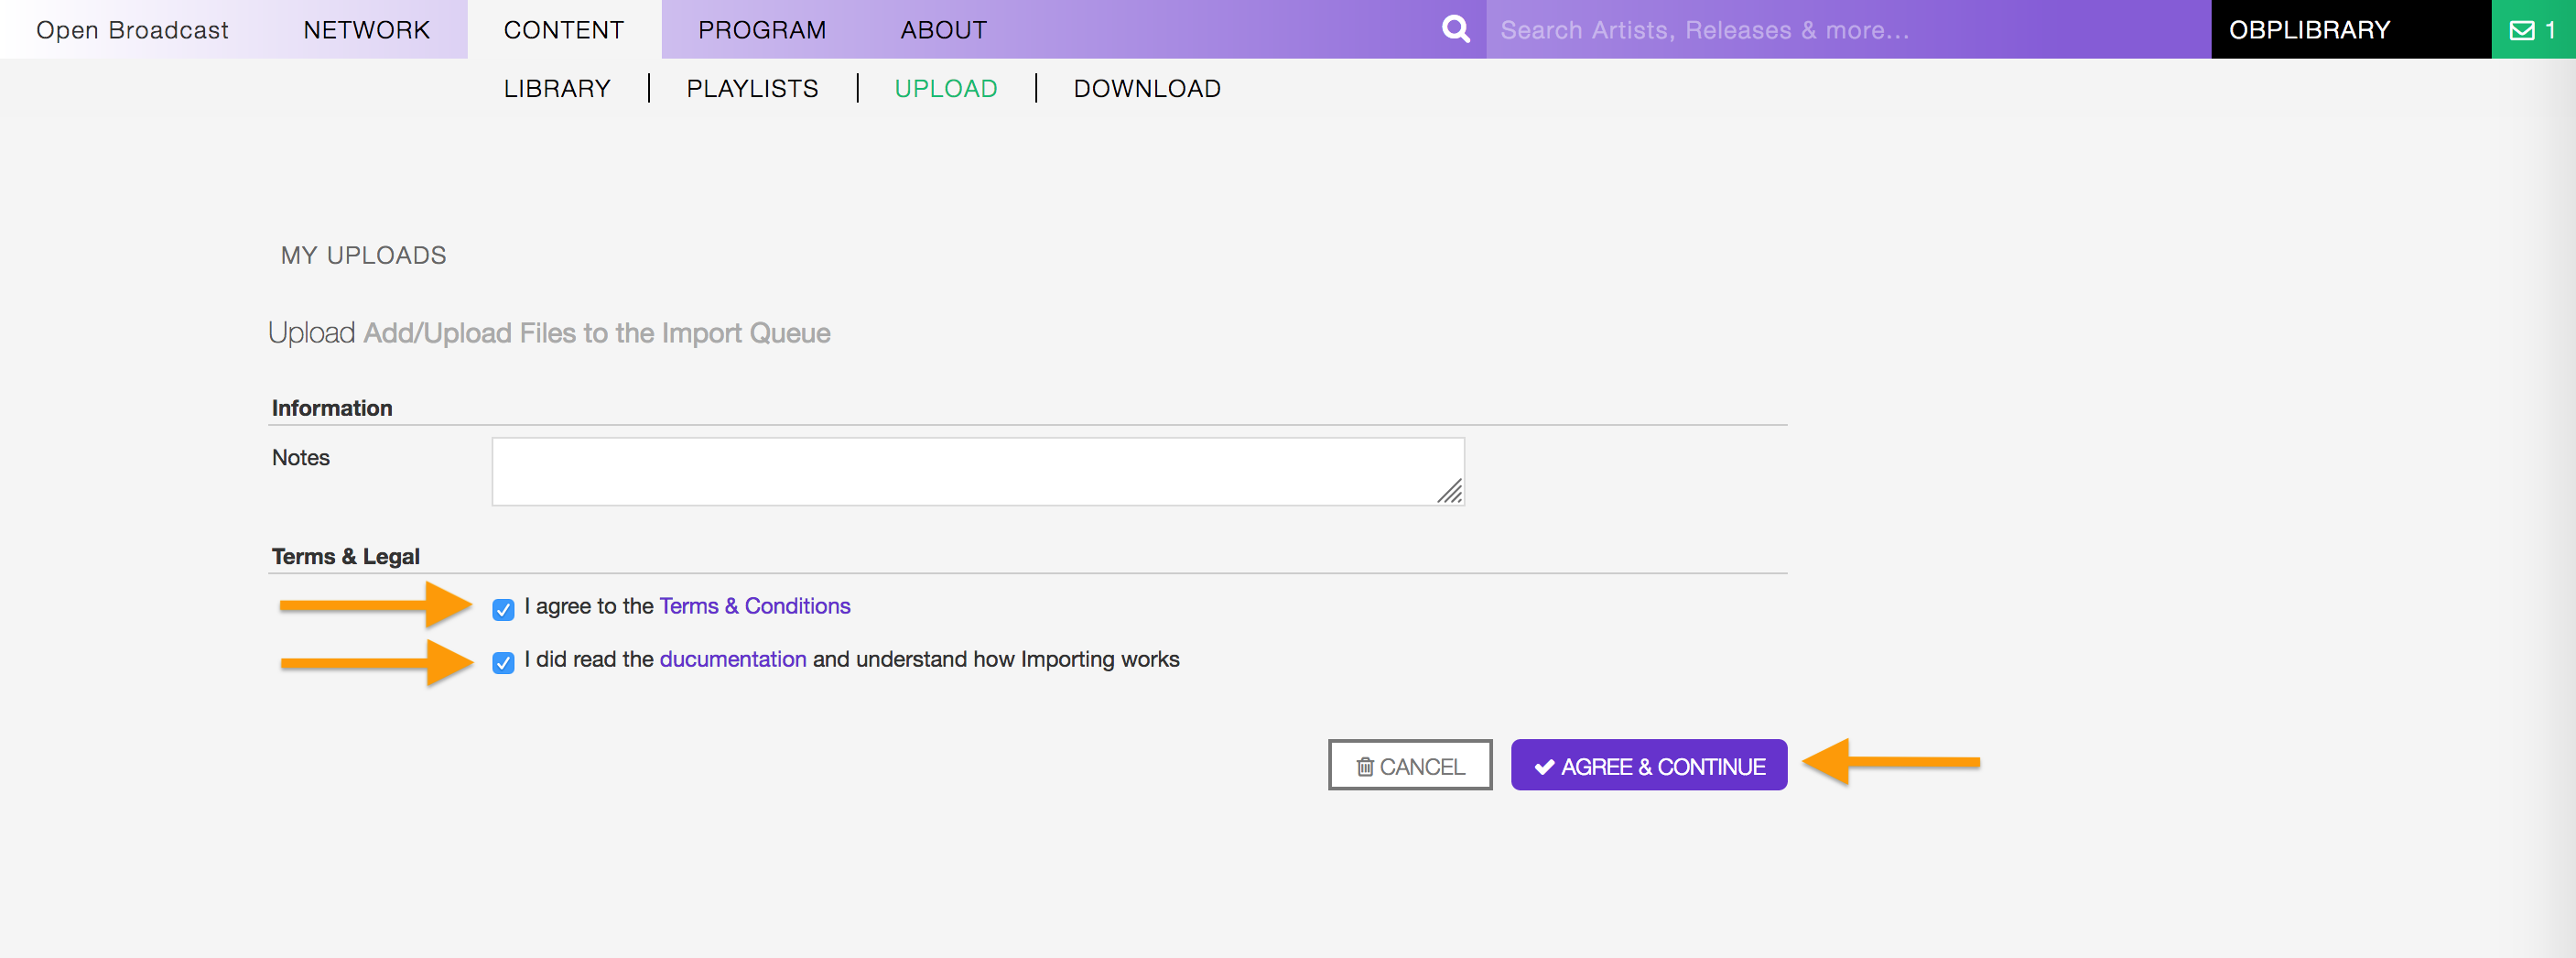 Open Broadcast NETWORK CONTENT PROGRAM ABOUT Search Artists, Releases & more... OBPLIBRARY 1
LIBRARY PLAYLISTS UPLOAD DOWNLOAD
MY UPLOADS
Upload Add/Upload Files to the Import Queue
Information
Notes
Terms & Legal
I agree to the Terms & Conditions
I did read the ducumentation and understand how Importing works
CANCEL AGREE & CONTINUE